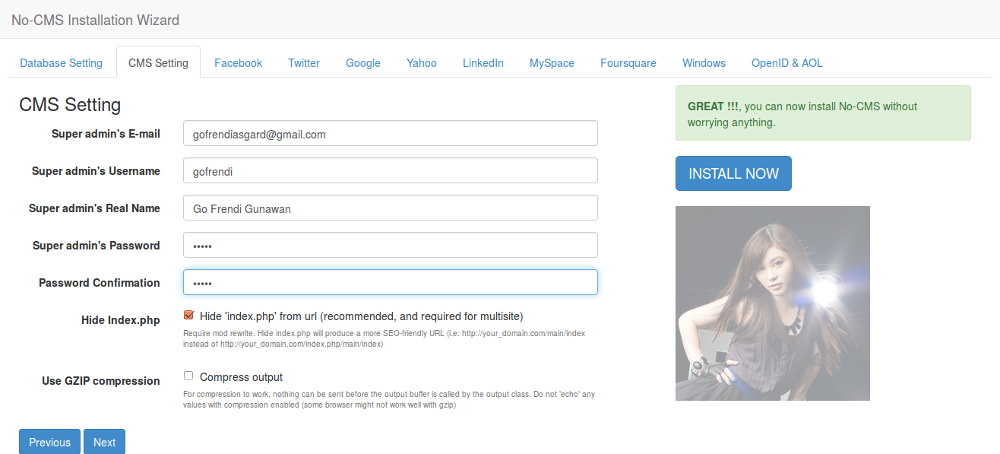 No-CMS Installation Wizard
Database Setting
CMS Setting
Facebook
Twitter
Google
Yahoo
LinkedIn
MySpace
Foursquare
Windows
OpenID & AOL
CMS Setting
Super admin's E-mail
gofrendiasgard@gmail.com
Super admin's Username
gofrendi
Super admin's Real Name
Go Frendi Gunawan
Super admin's Password
•••••
Password Confirmation
•••••
Hide Index.php
Hide 'index.php' from url (recommended, and required for multisite)
Require mod rewrite. Hide index.php will produce a more SEO-friendly URL (i.e: http://your_domain.com/main/index
instead of http://your_domain.com/index.php/main/index)
Use GZIP compression
Compress output
For compression to work, nothing can be sent before the output buffer is called by the output class. Do not 'echo' any
values with compression enabled (some browser might not work well with gzip)
Previous
Next
GREAT !!!, you can now install No-CMS without
worrying anything.
INSTALL NOW